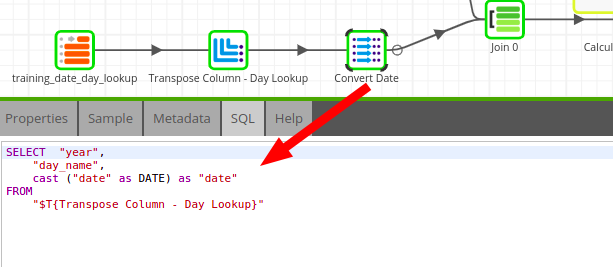 Join 0
Calcul
training_date_day_lookup
Transpose Column - Day Lookup
Convert Date
Properties
Sample
Metadata
SQL
Help
SELECT "year",
"day_name",
cast ("date" as DATE) as "date"
FROM
"$T{Transpose Column - Day Lookup}"